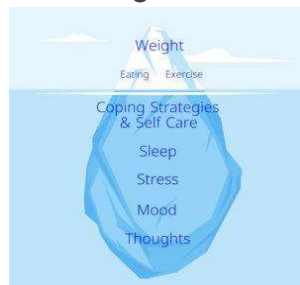 Weight
Eating Exercise
Coping Strategies
& Self Care
Sleep
Stress
Mood
Thoughts